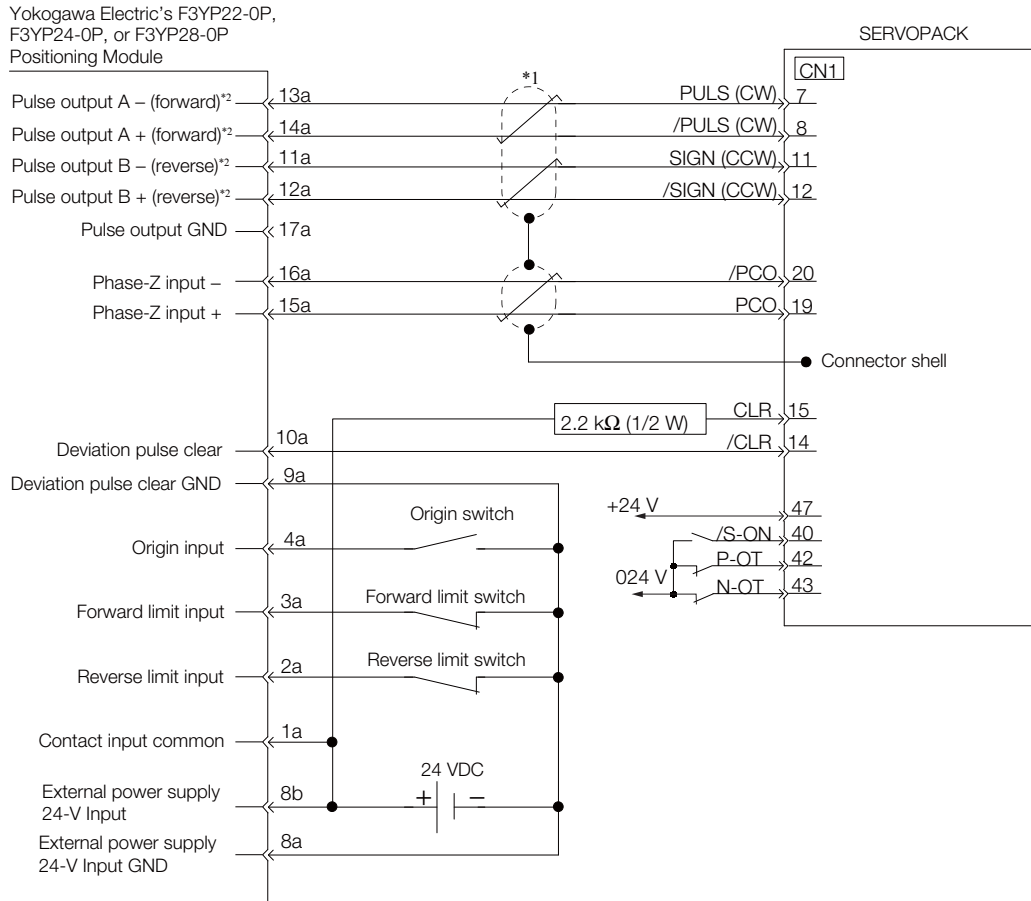 Yokogawa Electric's F3YP22-0P,
F3YP24-0P, or F3YP28-0P
Positioning Module
SERVOPACK
CN1
*1
Pulse output A – (forward)*2
13a
PULS (CW)
7
Pulse output A + (forward)*2
14a
/PULS (CW)
8
Pulse output B – (reverse)*2
11a
SIGN (CCW)
11
Pulse output B + (reverse)*2
12a
/SIGN (CCW)
12
Pulse output GND
17a
Phase-Z input –
16a
/PCO
20
Phase-Z input +
15a
PCO
19
Connector shell
2.2 kΩ (1/2 W)
CLR
15
Deviation pulse clear
10a
/CLR
14
Deviation pulse clear GND
9a
+24 V
47
Origin switch
/S-ON
40
Origin input
4a
P-OT
42
024 V
N-OT
43
Forward limit input
3a
Forward limit switch
Reverse limit input
2a
Reverse limit switch
Contact input common
1a
24 VDC
External power supply
24-V Input
8b
+
−
External power supply
24-V Input GND
8a